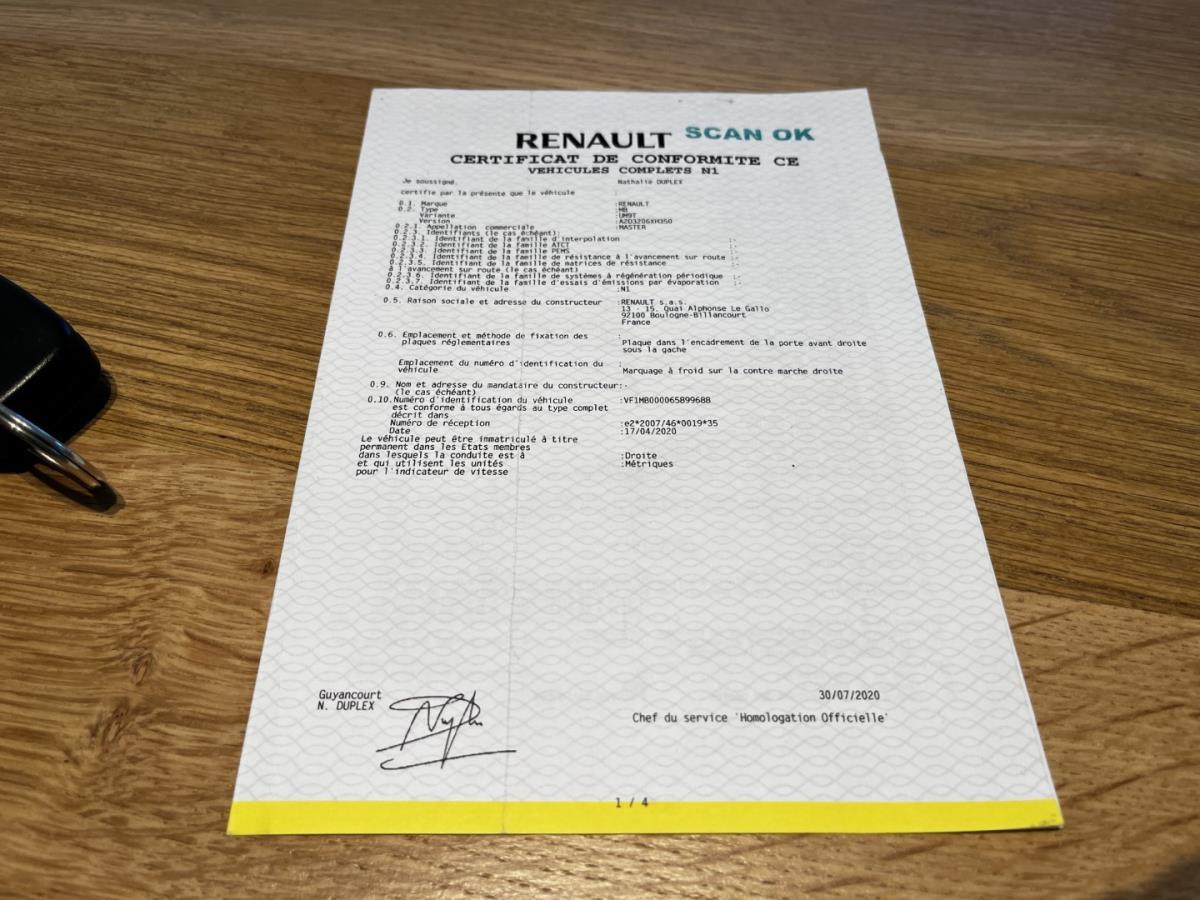 RENAULT SCAN OK
CERTIFICAT DE CONFORMITE CE
VEHICULES COMPLETS N1
Je soussigné, Nathalie DUPLEX
certifie par la présente que le véhicule :
0.1. Marque :RENAULT
0.2. Type :MB
Variante :UM9T
Version
0.2.1. Appellation commerciale :MASTER
0.2.3. Identifiants (le cas échéant):
0.2.3.1. Identifiant de la famille d'interpolation :-
0.2.3.2. Identifiant de la famille ATCT :-
0.2.3.3. Identifiant de la famille PEMS :-
0.2.3.4. Identifiant de la famille de résistance à l'avancement sur route :-
0.2.3.5. Identifiant de la famille de matrices de résistance :-
à l'avancement sur route (le cas échéant)
0.2.3.6. Identifiant de la famille de systèmes à régénération périodique :-
0.2.3.7. Identifiant de la famille d'essais d'émissions par évaporation :-
0.4. Catégorie du véhicule :N1
0.5. Raison sociale et adresse du constructeur :RENAULT s.a.s.
13 - 15, Quai Alphonse Le Gallo
92100 Boulogne-Billancourt
France
0.6. Emplacement et méthode de fixation des :
plaques réglementaires Plaque dans l'encadrement de la porte avant droite
sous la gache
Emplacement du numéro d'identification du :
véhicule Marquage à froid sur la contre marche droite
0.9. Nom et adresse du mandataire du constructeur:-
(le cas échéant)
0.10.Numéro d'identification du véhicule :VF1MB000065899688
est conforme à tous égards au type complet
décrit dans
Numéro de réception :e2*2007/46*0019*35
Date :17/04/2020
Le véhicule peut être immatriculé à titre
permanent dans les Etats membres
dans lesquels la conduite est à :Droite
et qui utilisent les unités :Métriques
pour l'indicateur de vitesse
Guyancourt 30/07/2020
N. DUPLEX
Chef du service 'Homologation Officielle'
1 / 4